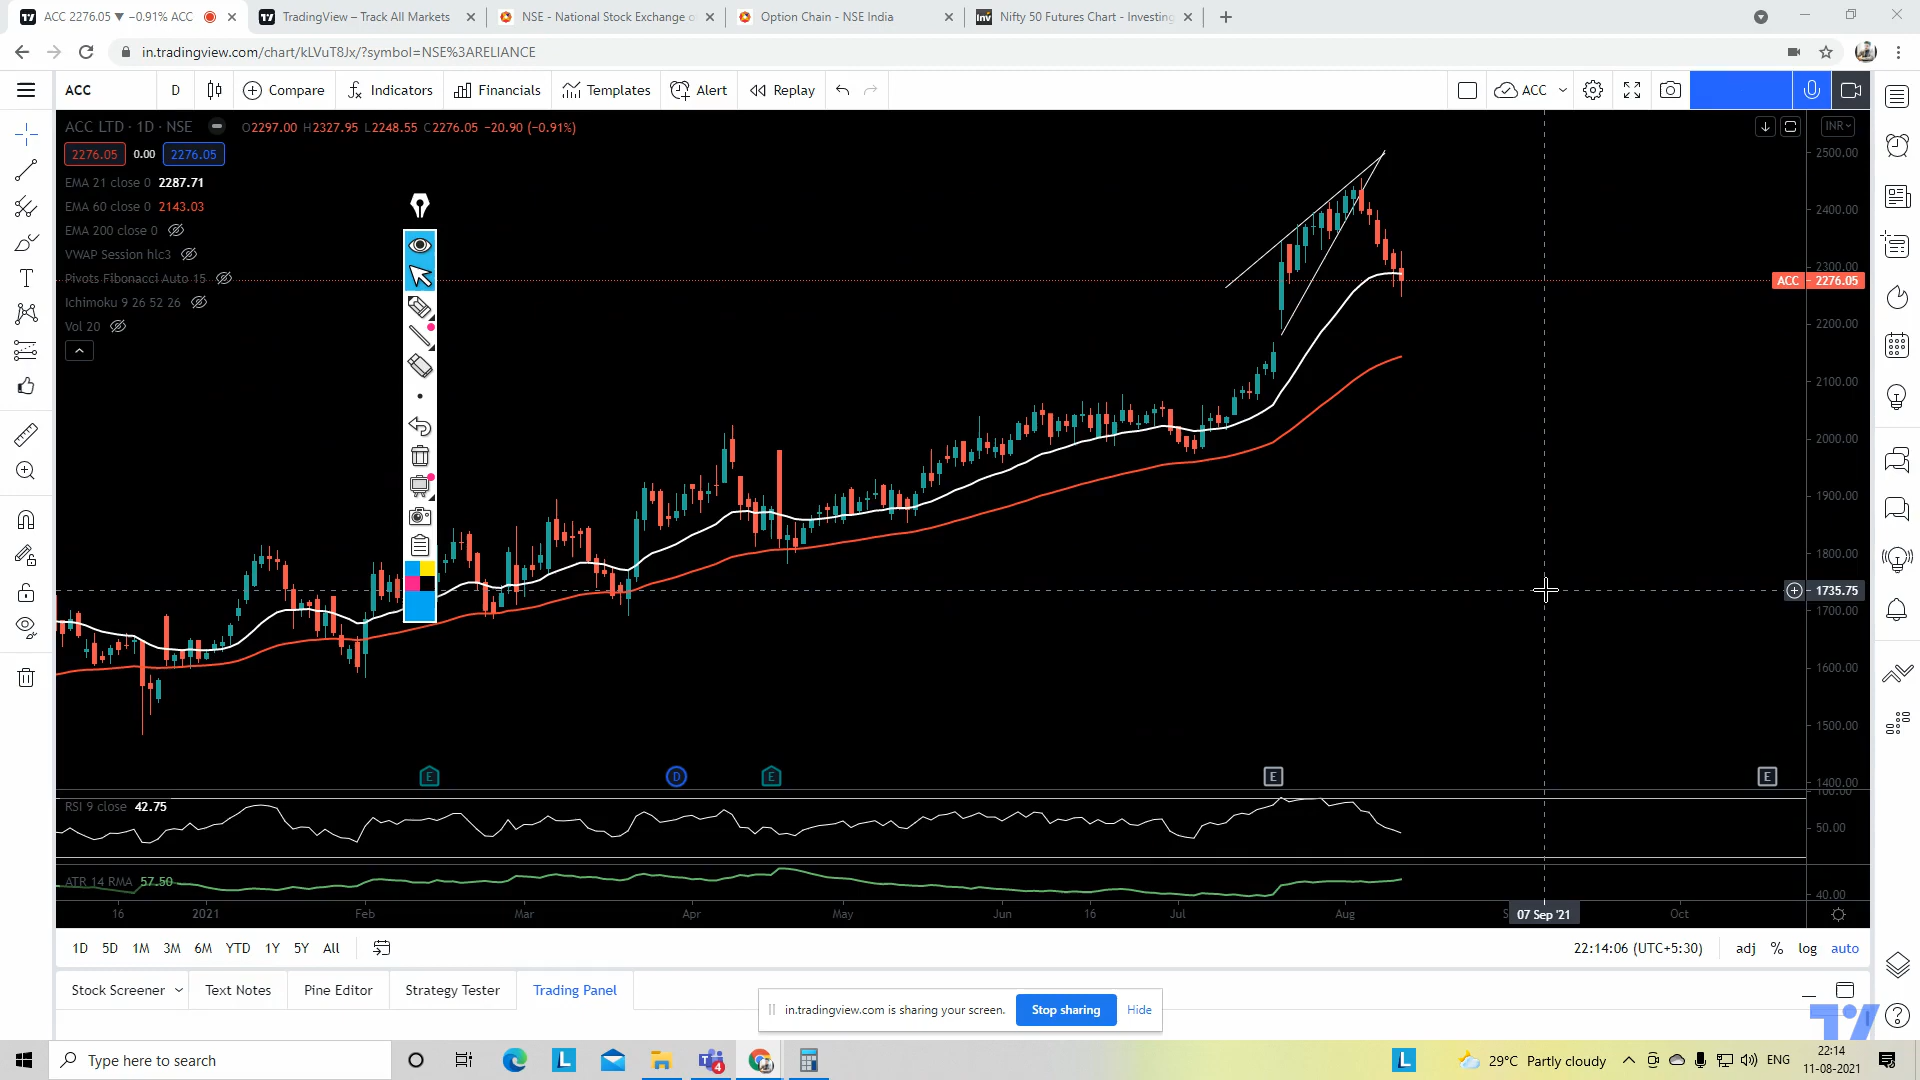 ACC 2276.05 ▼ −0.91% ACC
TradingView – Track All Markets
NSE - National Stock Exchange o
Option Chain - NSE India
Nifty 50 Futures Chart - Investing
in.tradingview.com/chart/kLVuT8Jx/?symbol=NSE%3ARELIANCE
ACC D Compare Indicators Financials Templates Alert Replay ACC
ACC LTD · 1D · NSE O2297.00 H2327.95 L2248.55 C2276.05 −20.90 (−0.91%)
INR
2276.05 0.00 2276.05
EMA 21 close 0 2287.71
EMA 60 close 0 2143.03
EMA 200 close 0
VWAP Session hlc3
Pivots Fibonacci Auto 15
Ichimoku 9 26 52 26
Vol 20
2500.00
2400.00
2300.00
ACC 2276.05
2200.00
2100.00
2000.00
1900.00
1800.00
1735.75
1700.00
1600.00
1500.00
1400.00
E D E E E
RSI 9 close 42.75
100.00
50.00
ATR 14 RMA 57.50
40.00
16 2021 Feb Mar Apr May Jun 16 Jul Aug 07 Sep '21 Oct
1D 5D 1M 3M 6M YTD 1Y 5Y All
22:14:06 (UTC+5:30) adj % log auto
Stock Screener Text Notes Pine Editor Strategy Tester Trading Panel
in.tradingview.com is sharing your screen. Stop sharing Hide
Type here to search
L
4
L
29°C Partly cloudy
ENG
22:14
11-08-2021